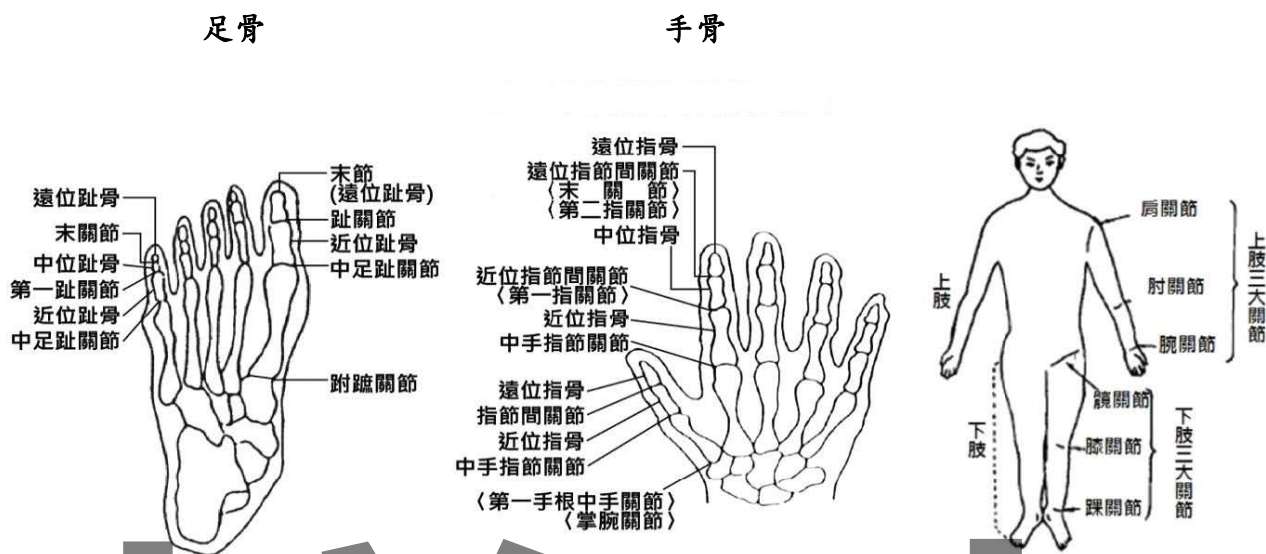 足骨
手骨
遠位趾骨
末關節
中位趾骨
第一趾關節
近位趾骨
中足趾關節
末節
(遠位趾骨)
趾關節
近位趾骨
中足趾關節
跗蹠關節
遠位指骨
遠位指節間關節
〈末關節〉
〈第二指關節〉
中位指骨
近位指節間關節
〈第一指關節〉
近位指骨
中手指節關節
遠位指骨
指節間關節
近位指骨
中手指節關節
〈第一手根中手關節〉
〈掌腕關節〉
上肢
下肢
肩關節
肘關節
腕關節
上肢三大關節
髖關節
膝關節
踝關節
下肢三大關節